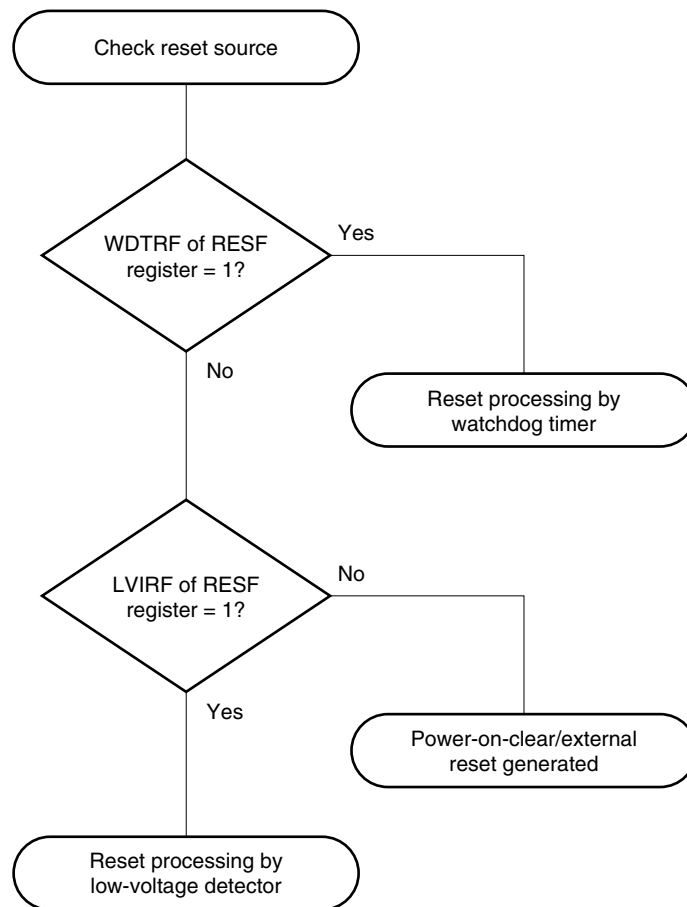 Check reset source
WDTRF of RESF
register = 1?
Yes
No
Reset processing by
watchdog timer
LVIRF of RESF
register = 1?
No
Yes
Power-on-clear/external
reset generated
Reset processing by
low-voltage detector